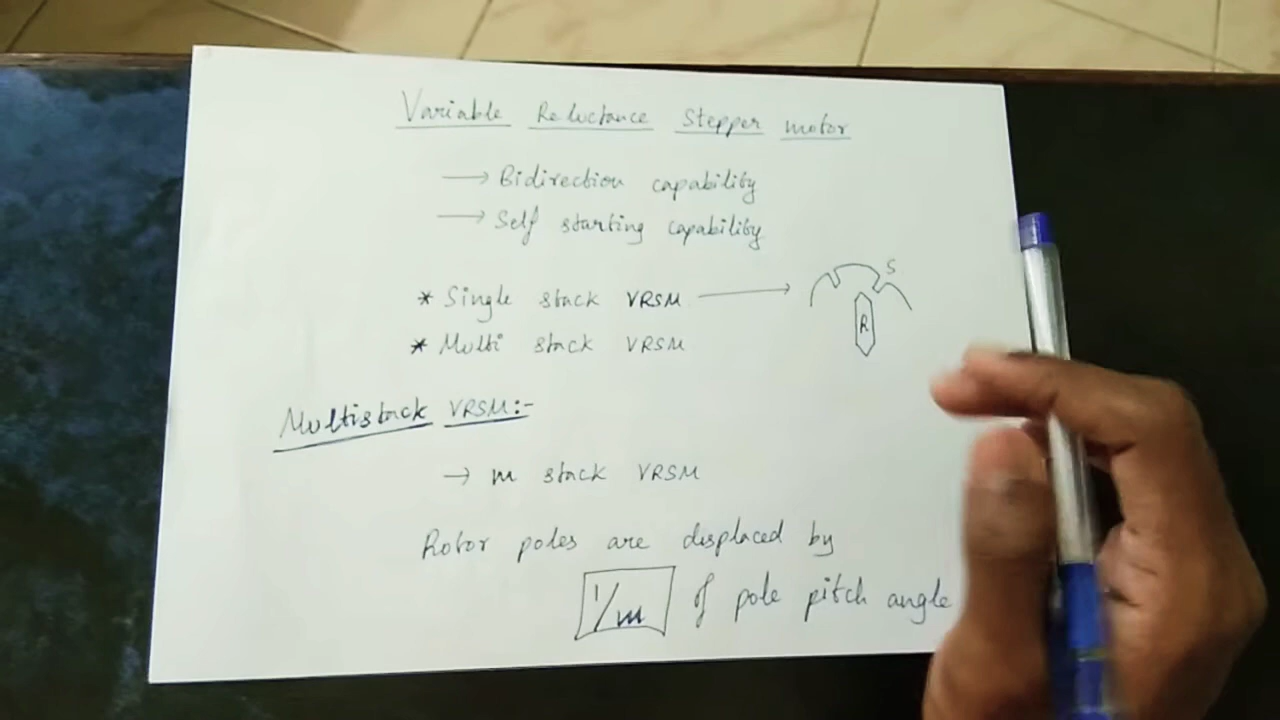 Variable Reluctance Stepper motor
→ Bidirection capability
→ Self starting capability
* Single stack VRSM →
S
R
* Multi stack VRSM
Multistack VRSM:-
→ m stack VRSM
Rotor poles are displaced by
1/m of pole pitch angle